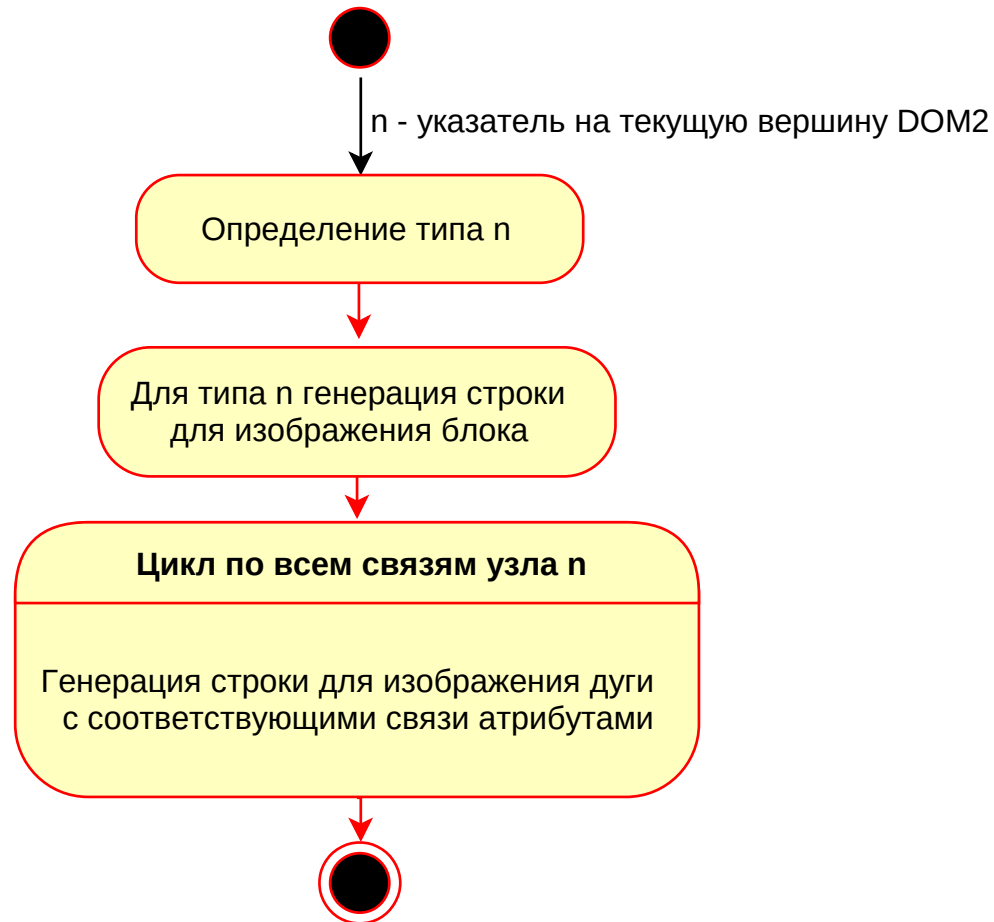 n - указатель на текущую вершину DOM2
Определение типа n
Для типа n генерация строки
для изображения блока
Цикл по всем связям узла n
Генерация строки для изображения дуги
с соответствующими связи атрибутами